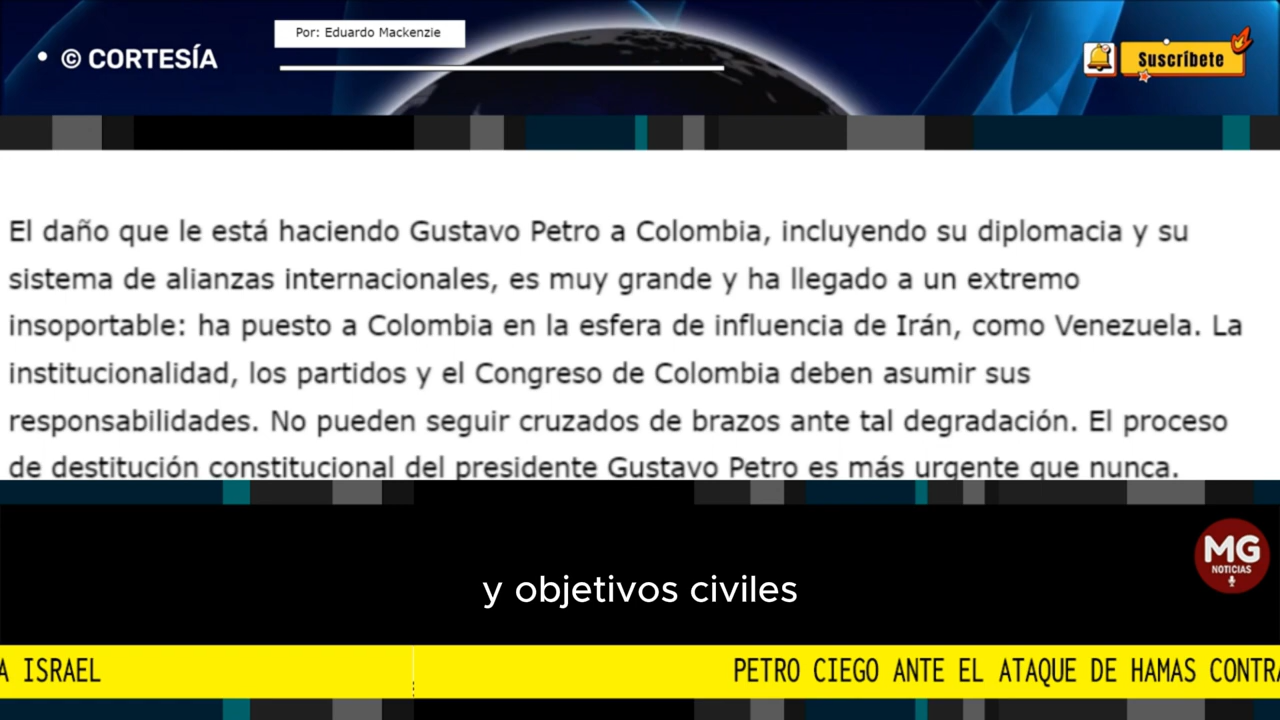 Por: Eduardo Mackenzie
© CORTESÍA
Suscríbete
El daño que le está haciendo Gustavo Petro a Colombia, incluyendo su diplomacia y su
sistema de alianzas internacionales, es muy grande y ha llegado a un extremo
insoportable: ha puesto a Colombia en la esfera de influencia de Irán, como Venezuela. La
institucionalidad, los partidos y el Congreso de Colombia deben asumir sus
responsabilidades. No pueden seguir cruzados de brazos ante tal degradación. El proceso
de destitución constitucional del presidente Gustavo Petro es más urgente que nunca.
MG
NOTICIAS
y objetivos civiles
A ISRAEL PETRO CIEGO ANTE EL ATAQUE DE HAMAS CONTRA